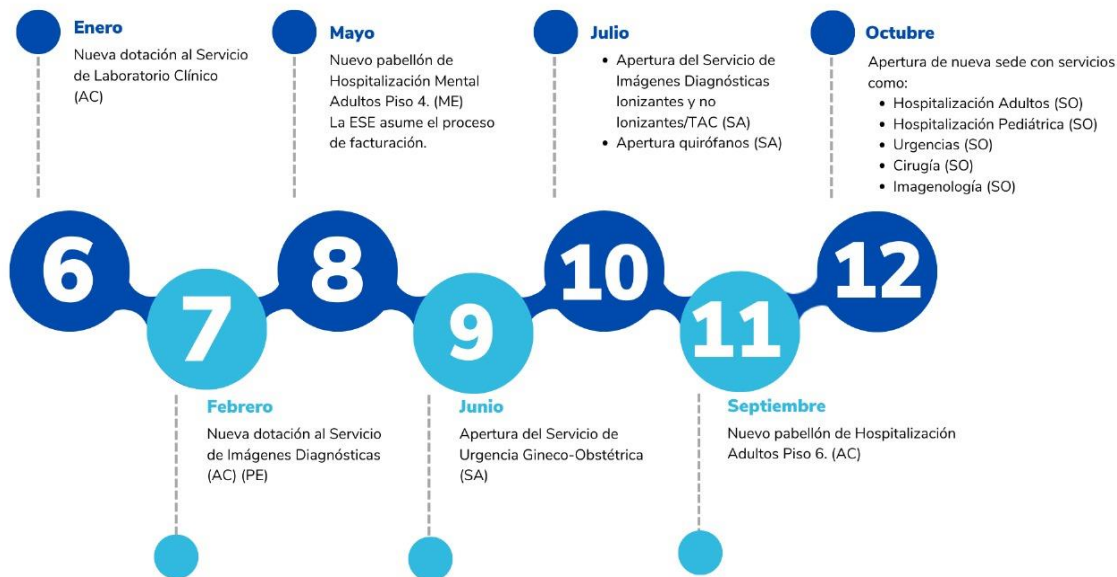 Enero
Nueva dotación al Servicio
de Laboratorio Clínico
(AC)
Mayo
Nuevo pabellón de
Hospitalización Mental
Adultos Piso 4. (ME)
La ESE asume el proceso
de facturación.
Julio
• Apertura del Servicio de
Imágenes Diagnósticas
Ionizantes y no
Ionizantes/TAC (SA)
• Apertura quirófanos (SA)
Octubre
Apertura de nueva sede con servicios
como:
• Hospitalización Adultos (SO)
• Hospitalización Pediátrica (SO)
• Urgencias (SO)
• Cirugía (SO)
• Imagenología (SO)
6
7
8
9
10
11
12
Febrero
Nueva dotación al Servicio
de Imágenes Diagnósticas
(AC) (PE)
Junio
Apertura del Servicio de
Urgencia Gineco-Obstétrica
(SA)
Septiembre
Nuevo pabellón de Hospitalización
Adultos Piso 6. (AC)